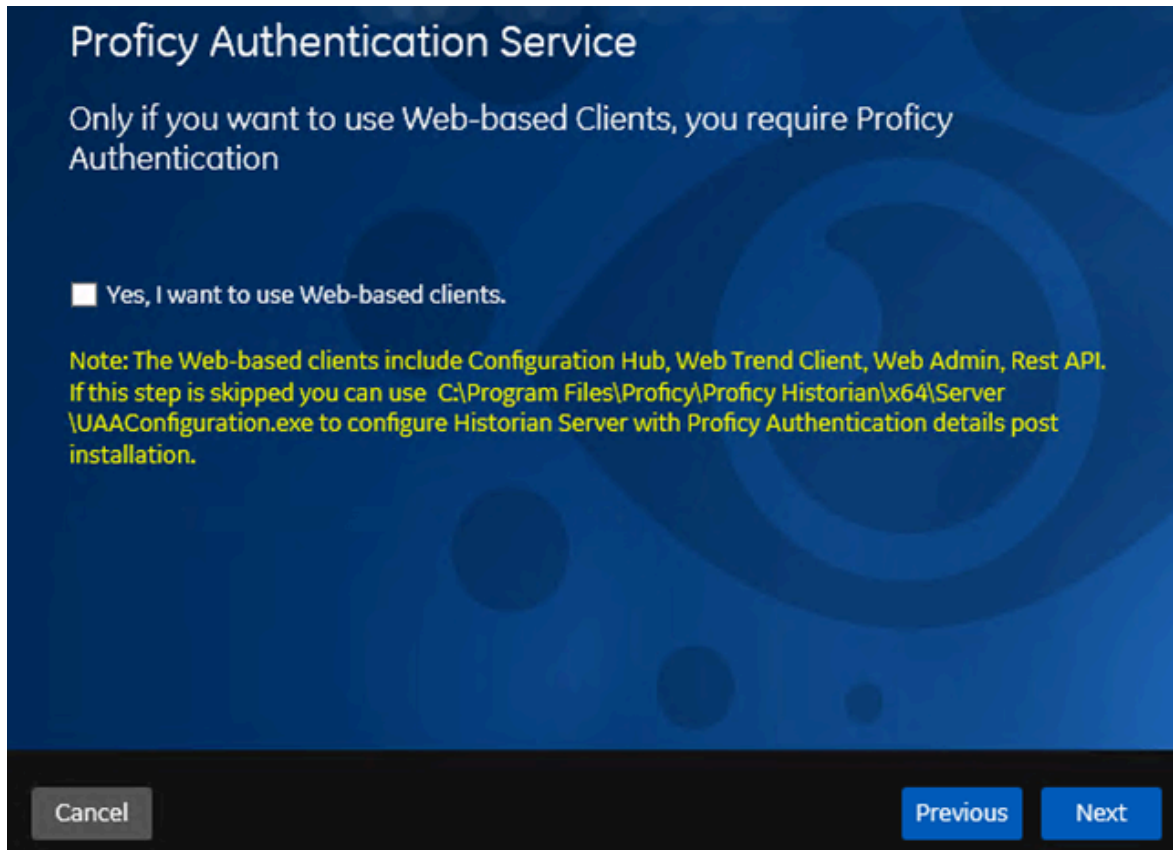 Proficy Authentication Service
Only if you want to use Web-based Clients, you require Proficy
Authentication
Yes, I want to use Web-based clients.
Note: The Web-based clients include Configuration Hub, Web Trend Client, Web Admin, Rest API.
If this step is skipped you can use C:\Program Files\Proficy\Proficy Historian\x64\Server
\UAAConfiguration.exe to configure Historian Server with Proficy Authentication details post
installation.
Cancel
Previous
Next